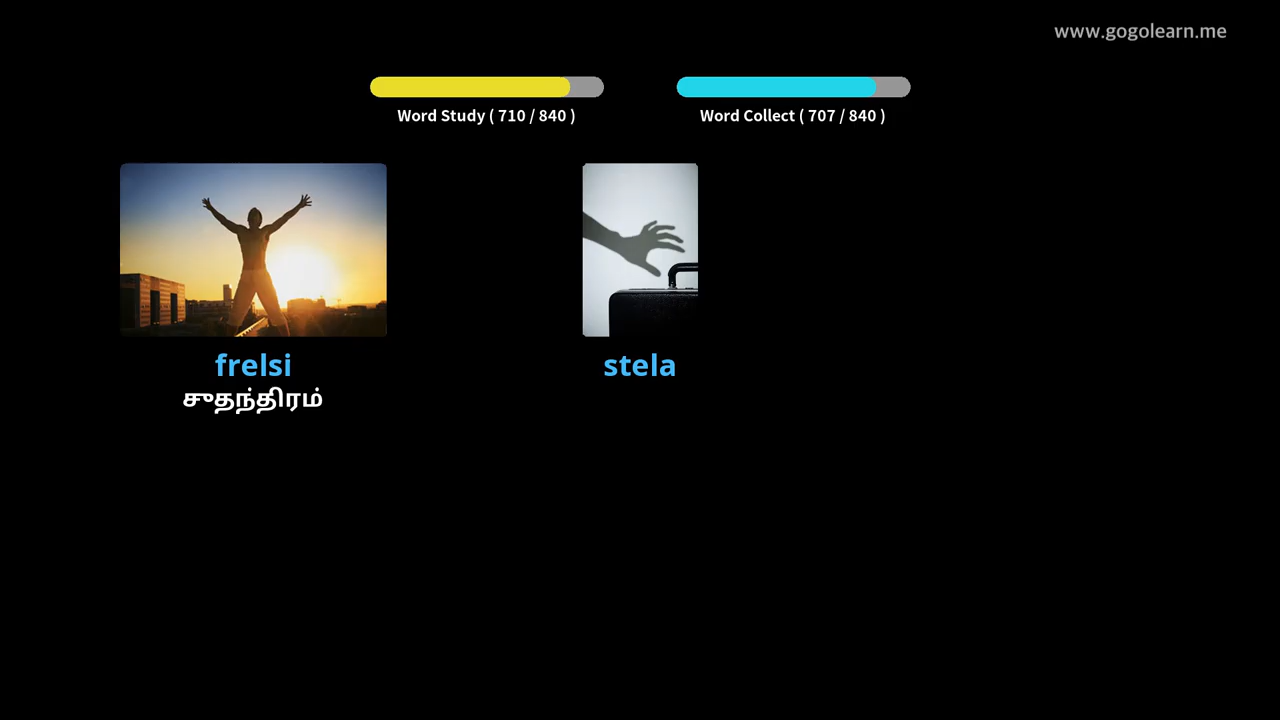 www.gogolearn.me
Word Study ( 710 / 840 )
Word Collect ( 707 / 840 )
frelsi
stela
சுதந்திரம்